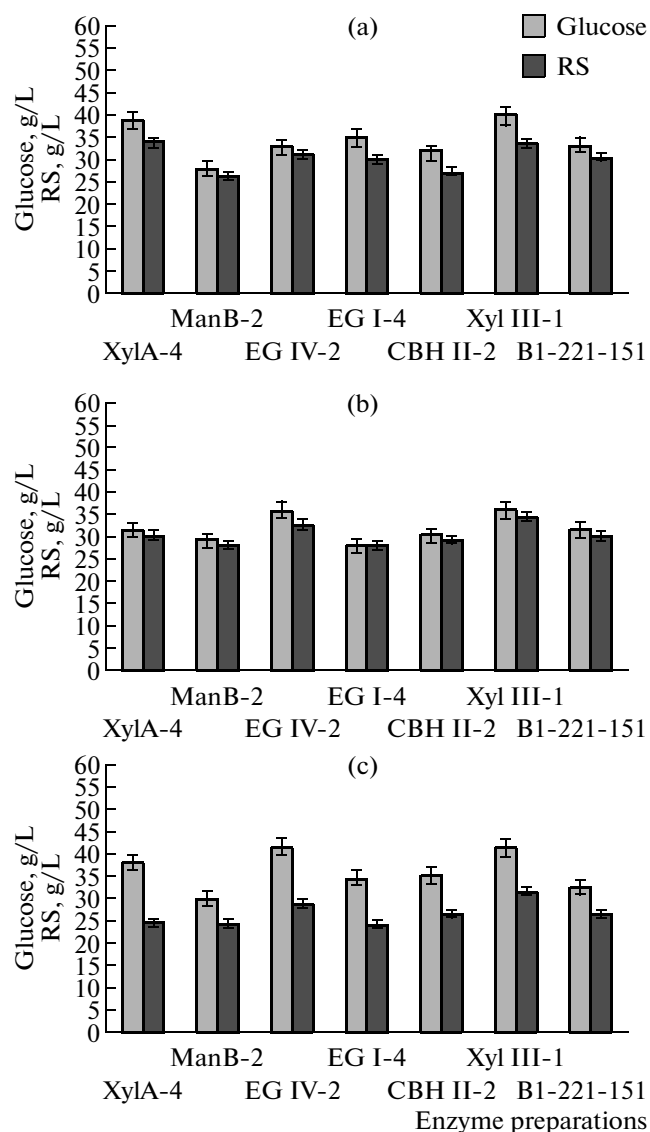 (a)
Glucose
RS
Glucose, g/L
RS, g/L
60
55
50
45
40
35
30
25
20
15
10
5
0
ManB-2 EG I-4 Xyl III-1
XylA-4 EG IV-2 CBH II-2 B1-221-151
(b)
Glucose, g/L
RS, g/L
60
55
50
45
40
35
30
25
20
15
10
5
0
ManB-2 EG I-4 Xyl III-1
XylA-4 EG IV-2 CBH II-2 B1-221-151
(c)
Glucose, g/L
RS, g/L
60
55
50
45
40
35
30
25
20
15
10
5
0
ManB-2 EG I-4 Xyl III-1
XylA-4 EG IV-2 CBH II-2 B1-221-151
Enzyme preparations